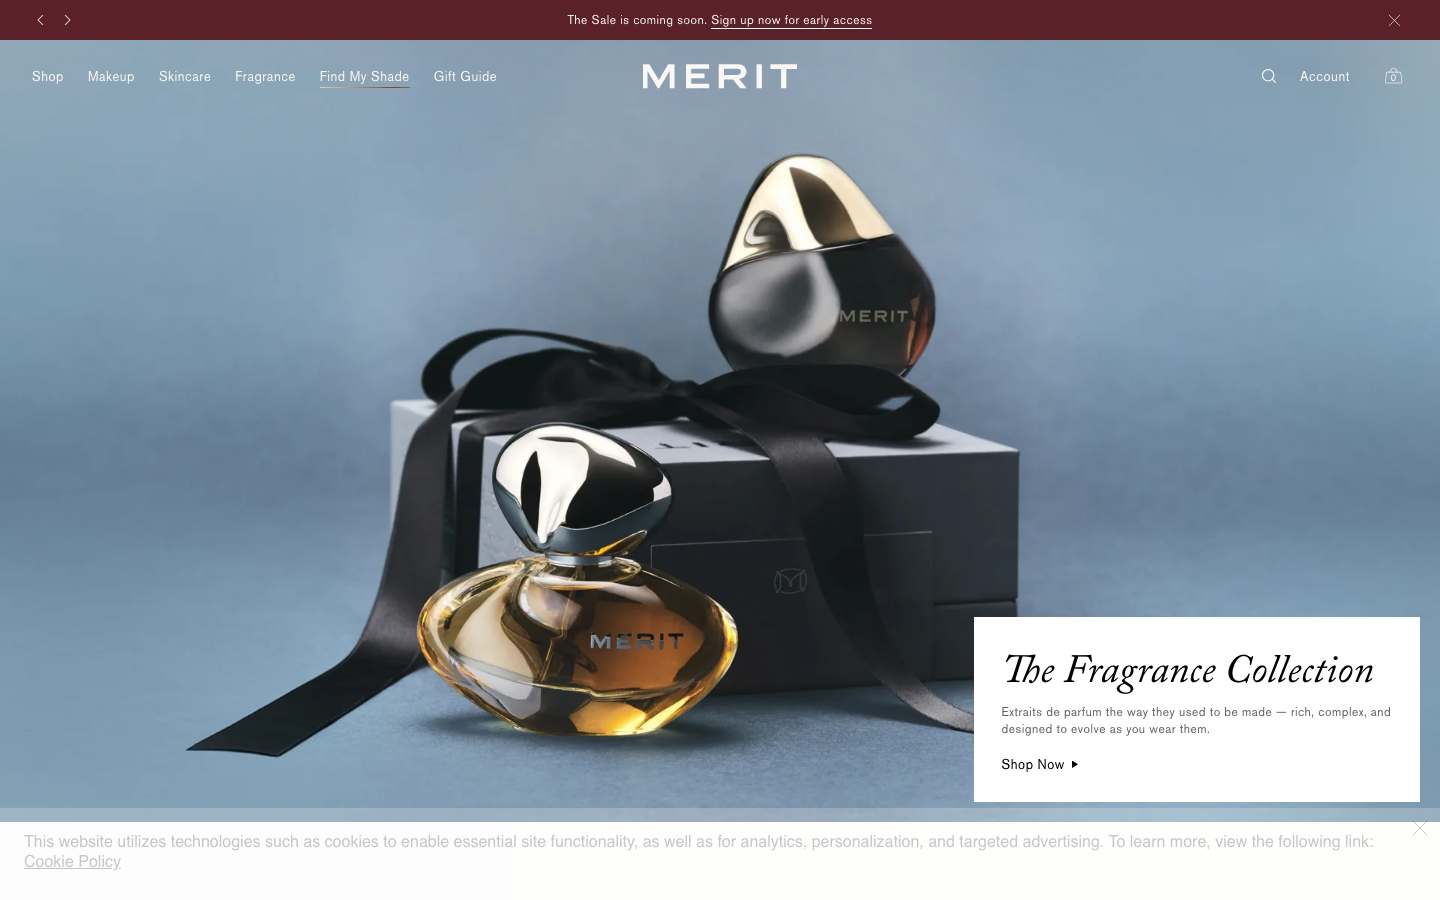 The Sale is coming soon. Sign up now for early access
Shop Makeup Skincare Fragrance Find My Shade Gift Guide
MERIT
Account
0
MERIT
MERIT
The Fragrance Collection
Extraits de parfum the way they used to be made — rich, complex, and
designed to evolve as you wear them.
Shop Now
This website utilizes technologies such as cookies to enable essential site functionality, as well as for analytics, personalization, and targeted advertising. To learn more, view the following link:
Cookie Policy